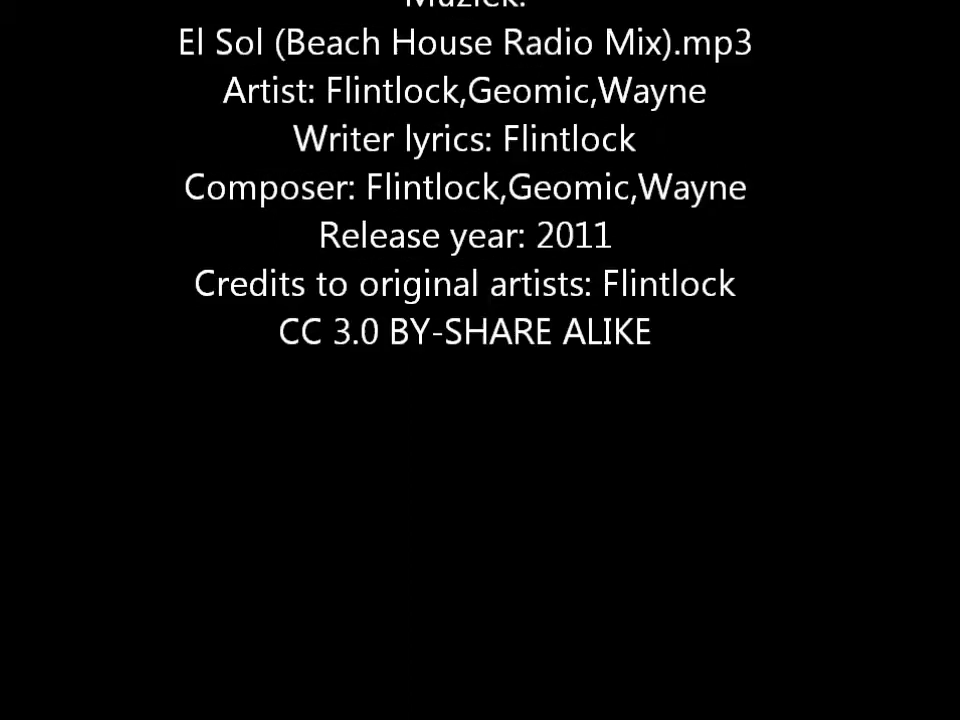 Muziek:
El Sol (Beach House Radio Mix).mp3
Artist: Flintlock,Geomic,Wayne
Writer lyrics: Flintlock
Composer: Flintlock,Geomic,Wayne
Release year: 2011
Credits to original artists: Flintlock
CC 3.0 BY-SHARE ALIKE